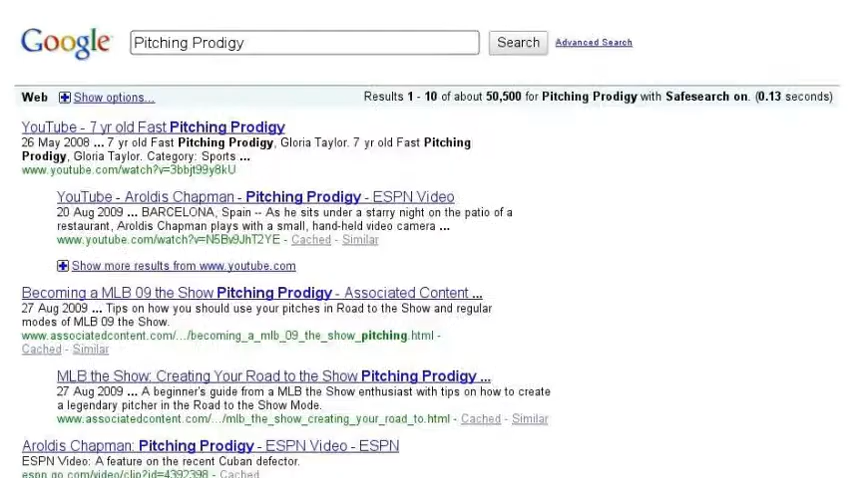 Google Pitching Prodigy Search Advanced Search
Web Show options... Results 1 - 10 of about 50,500 for Pitching Prodigy with Safesearch on. (0.13 seconds)
YouTube - 7 yr old Fast Pitching Prodigy
26 May 2008 ... 7 yr old Fast Pitching Prodigy, Gloria Taylor. 7 yr old Fast Pitching
Prodigy, Gloria Taylor. Category: Sports ...
www.youtube.com/watch?v=3bbjt99y8kU
YouTube - Aroldis Chapman - Pitching Prodigy - ESPN Video
20 Aug 2009 ... BARCELONA, Spain -- As he sits under a starry night on the patio of a
restaurant, Aroldis Chapman plays with a small, hand-held video camera ...
www.youtube.com/watch?v=N5Bv9JhT2YE - Cached - Similar
Show more results from www.youtube.com
Becoming a MLB 09 the Show Pitching Prodigy - Associated Content ...
27 Aug 2009 ... Tips on how you should use your pitches in Road to the Show and regular
modes of MLB 09 the Show.
www.associatedcontent.com/.../becoming_a_mlb_09_the_show_pitching.html -
Cached - Similar
MLB the Show: Creating Your Road to the Show Pitching Prodigy ...
27 Aug 2009 ... A beginner's guide from a MLB the Show enthusiast with tips on how to create
a legendary pitcher in the Road to the Show Mode.
www.associatedcontent.com/.../mlb_the_show_creating_your_road_to.html - Cached - Similar
Aroldis Chapman: Pitching Prodigy - ESPN Video - ESPN
ESPN Video: A feature on the recent Cuban defector.
espn.go.com/video/clip?id=4392398 - Cached